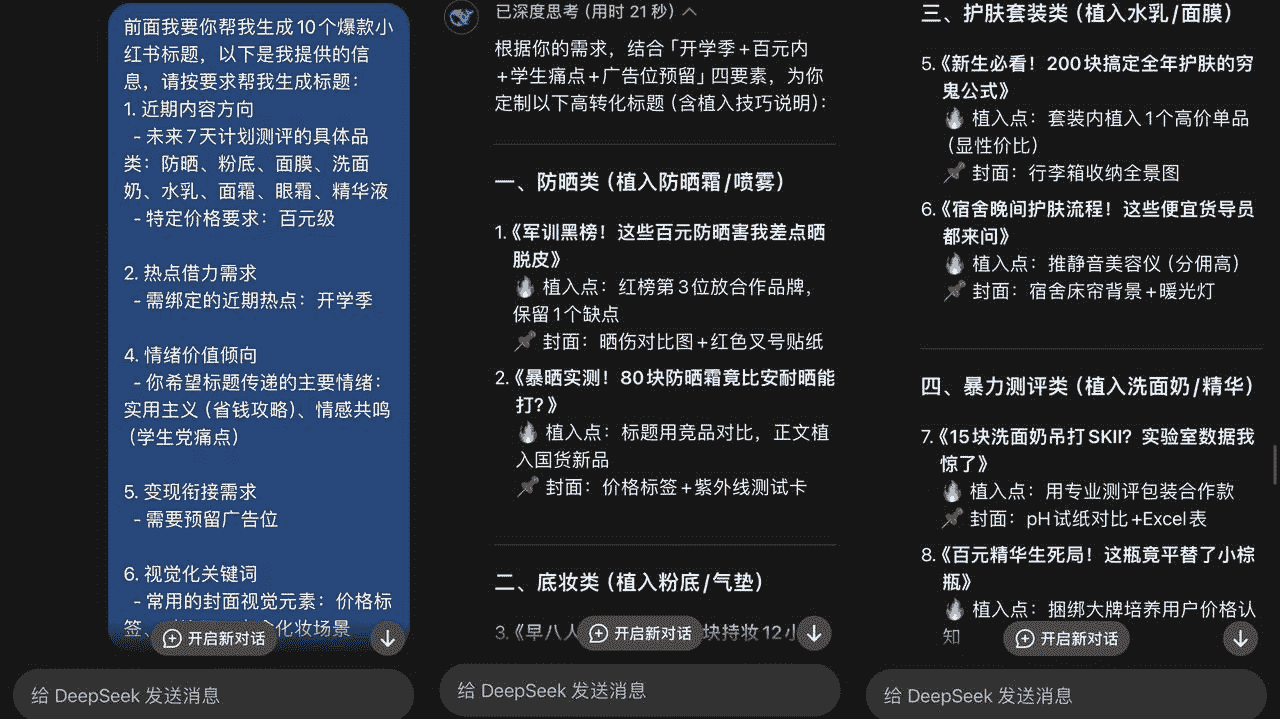 前面我要你帮我生成10个爆款小
红书标题，以下是我提供的信
息，请按要求帮我生成标题：
1. 近期内容方向
- 未来7天计划测评的具体品
类：防晒、粉底、面膜、洗面
奶、水乳、面霜、眼霜、精华液
- 特定价格要求：百元级
2. 热点借力需求
- 需绑定的近期热点：开学季
4. 情绪价值倾向
- 你希望标题传递的主要情绪：
实用主义（省钱攻略）、情感共鸣
（学生党痛点）
5. 变现衔接需求
- 需要预留广告位
6. 视觉化关键词
- 常用的封面视觉元素：价格标
签、
化妆场景
开启新对话
给 DeepSeek 发送消息
已深度思考（用时 21 秒）
根据你的需求，结合「开学季+百元内
+学生痛点+广告位预留」四要素，为你
定制以下高转化标题（含植入技巧说明）：
一、防晒类（植入防晒霜/喷雾）
1.《军训黑榜！这些百元防晒害我差点晒
脱皮》
植入点：红榜第3位放合作品牌，
保留1个缺点
封面：晒伤对比图+红色叉号贴纸
2.《暴晒实测！80块防晒霜竟比安耐晒能
打？》
植入点：标题用竞品对比，正文植
入国货新品
封面：价格标签+紫外线测试卡
二、底妆类（植入粉底/气垫）
3.《早八人
块持妆12小
开启新对话
给 DeepSeek 发送消息
三、护肤套装类（植入水乳/面膜）
5.《新生必看！200块搞定全年护肤的穷
鬼公式》
植入点：套装内植入1个高价单品
（显性价比）
封面：行李箱收纳全景图
6.《宿舍晚间护肤流程！这些便宜货导员
都来问》
植入点：推静音美容仪（分佣高）
封面：宿舍床帘背景+暖光灯
四、暴力测评类（植入洗面奶/精华）
7.《15块洗面奶吊打SKII？实验室数据我
惊了》
植入点：用专业测评包装合作款
封面：pH试纸对比+Excel表
8.《百元精华生死局！这瓶竟平替了小棕
瓶》
植入点：捆绑大牌培养用户价格认
知
开启新对话
给 DeepSeek 发送消息